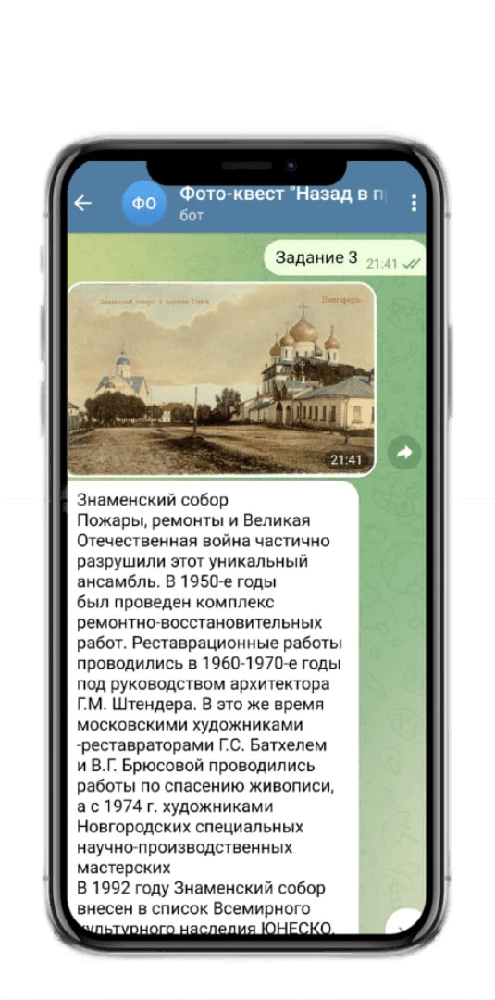 Фото-квест "Назад в п
ФО
бот
Задание 3
21:41
Новгородъ.
21:41
Знаменский собор
Пожары, ремонты и Великая
Отечественная война частично
разрушили этот уникальный
ансамбль. В 1950-е годы
был проведен комплекс
ремонтно-восстановительных
работ. Реставрационные работы
проводились в 1960-1970-е годы
под руководством архитектора
Г.М. Штендера. В это же время
московскими художниками
-реставраторами Г.С. Батхелем
и В.Г. Брюсовой проводились
работы по спасению живописи,
а с 1974 г. художниками
Новгородских специальных
научно-производственных
мастерских
В 1992 году Знаменский собор
внесен в список Всемирного
культурного наследия ЮНЕСКО.